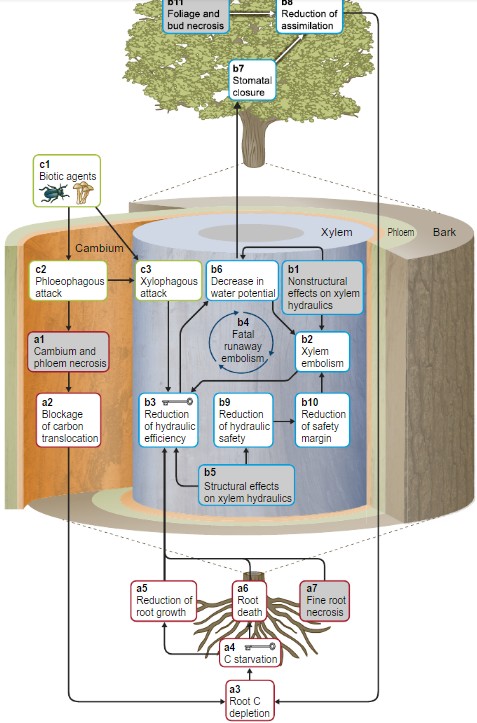 b11
Foliage and
bud necrosis
b8
Reduction of
assimilation
b7
Stomatal
closure
c1
Biotic agents
Cambium
Xylem
Phloem
Bark
c2
Phloeophagous
attack
c3
Xylophagous
attack
b6
Decrease in
water potential
b1
Nonstructural
effects on xylem
hydraulics
b4
Fatal
runaway
embolism
b2
Xylem
embolism
a1
Cambium and
phloem necrosis
a2
Blockage
of carbon
translocation
b3
Reduction
of hydraulic
efficiency
b9
Reduction
of hydraulic
safety
b10
Reduction
of safety
margin
b5
Structural effects
on xylem hydraulics
a5
Reduction of
root growth
a6
Root
death
a7
Fine root
necrosis
a4
C starvation
a3
Root C
depletion